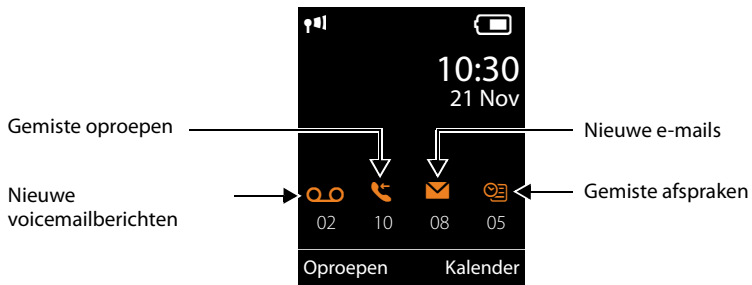 10:30
21 Nov
Gemiste oproepen
Nieuwe e-mails
Nieuwe
voicemailberichten
Gemiste afspraken
02 10 08 05
Oproepen Kalender